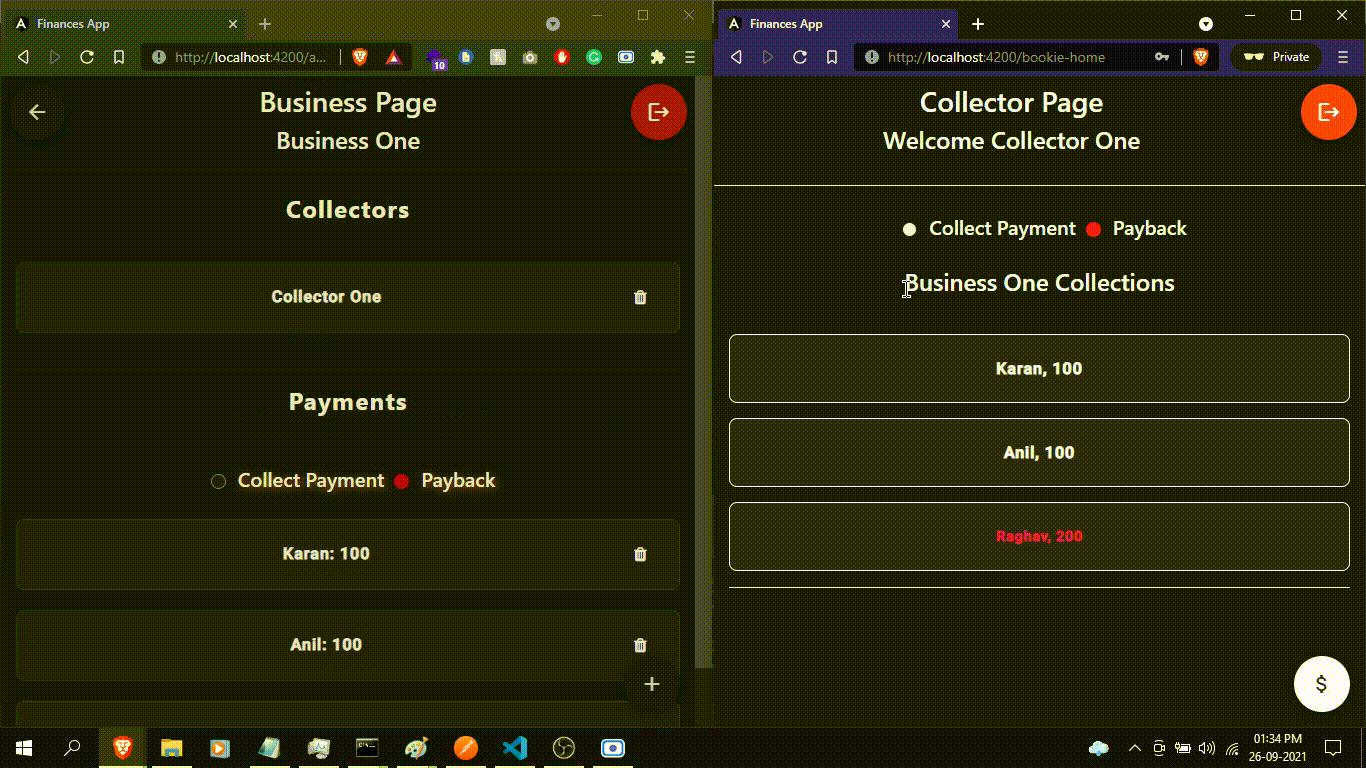 Finances App
http://localhost:4200/a...
10
Business Page
Business One
Collectors
Collector One
Payments
Collect Payment
Payback
Karan: 100
Anil: 100
+
Finances App
http://localhost:4200/bookie-home
Private
Collector Page
Welcome Collector One
Collect Payment
Payback
Business One Collections
Karan, 100
Anil, 100
Raghav, 200
$
01:34 PM
26-09-2021